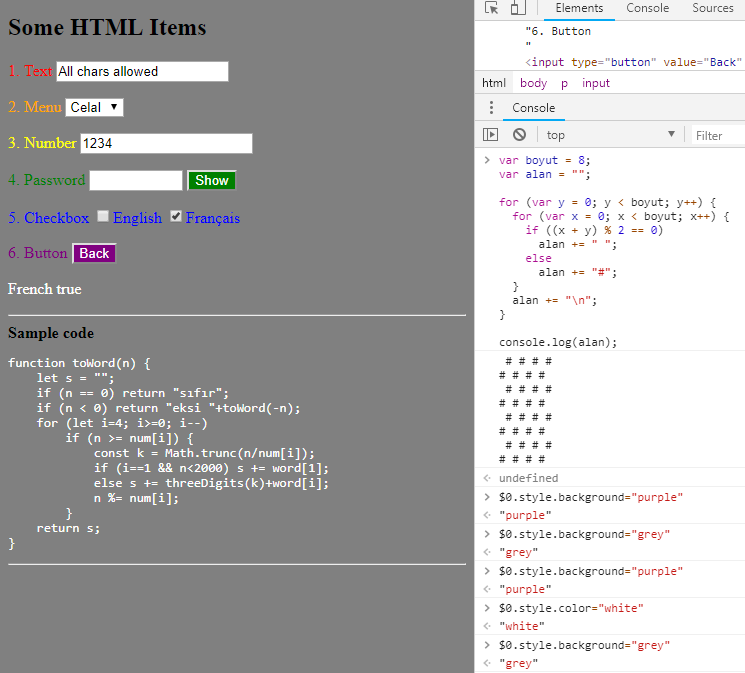 Some HTML Items
1. Text All chars allowed
2. Menu Celal ▼
3. Number 1234
4. Password Show
5. Checkbox English Français
6. Button Back
French true
Sample code
function toWord(n) {
    let s = "";
    if (n == 0) return "sıfır";
    if (n < 0) return "eksi "+toWord(-n);
    for (let i=4; i>=0; i--)
        if (n >= num[i]) {
            const k = Math.trunc(n/num[i]);
            if (i==1 && n<2000) s += word[1];
            else s += threeDigits(k)+word[i];
            n %= num[i];
        }
    return s;
}
Elements Console Sources
"6. Button
"
<input type="button" value="Back"
html body p input
Console
top ▼ Filter
> var boyut = 8;
var alan = "";

for (var y = 0; y < boyut; y++) {
  for (var x = 0; x < boyut; x++) {
    if ((x + y) % 2 == 0)
      alan += " ";
    else
      alan += "#";
  }
  alan += "\n";
}

console.log(alan);
 # # # #
# # # #
 # # # #
# # # #
 # # # #
# # # #
 # # # #
# # # #
undefined
> $0.style.background="purple"
"purple"
> $0.style.background="grey"
"grey"
> $0.style.background="purple"
"purple"
> $0.style.color="white"
"white"
> $0.style.background="grey"
"grey"